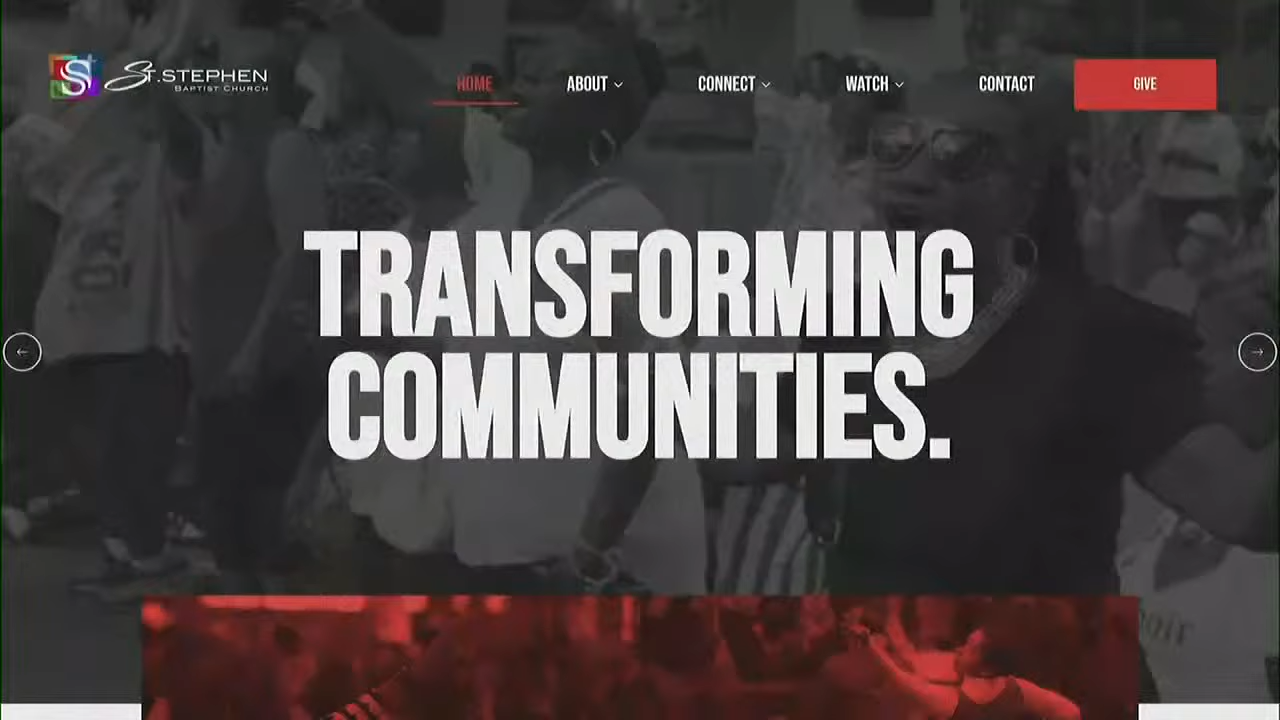 ST.STEPHEN
BAPTIST CHURCH
HOME
ABOUT
CONNECT
WATCH
CONTACT
GIVE
TRANSFORMING
COMMUNITIES.